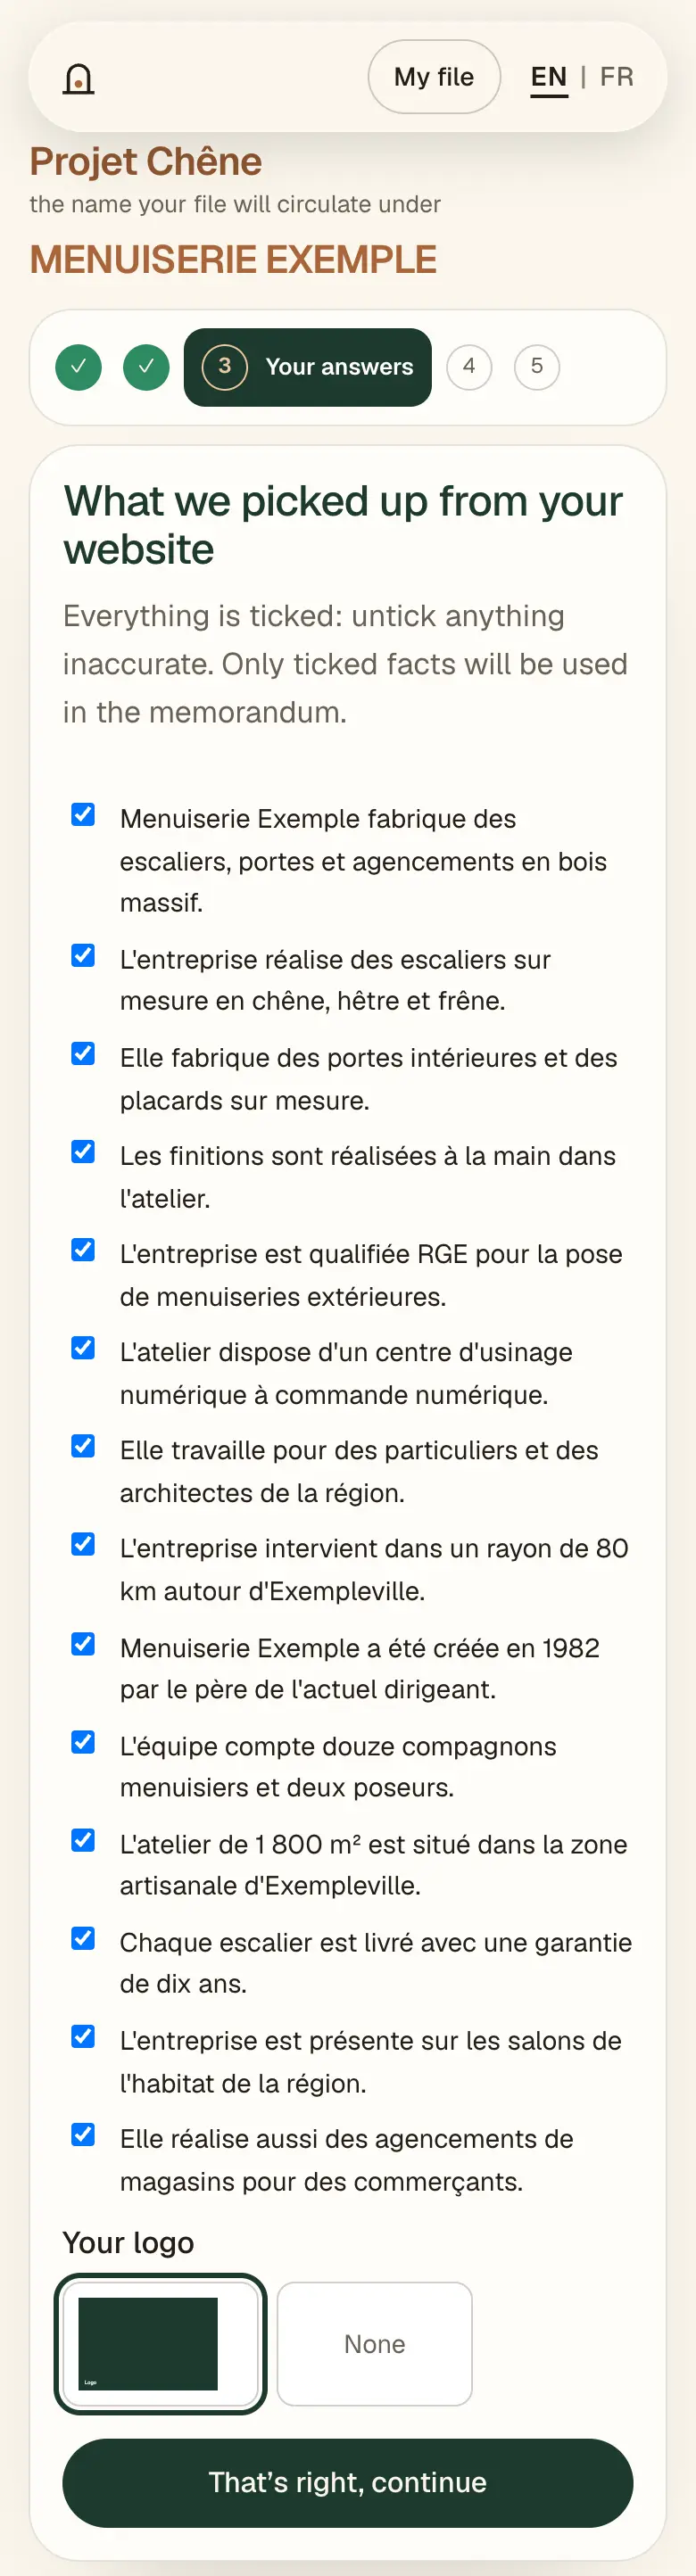 My file
EN | FR
Projet Chêne
the name your file will circulate under
MENUISERIE EXEMPLE
3 Your answers 4 5
What we picked up from your
website
Everything is ticked: untick anything
inaccurate. Only ticked facts will be used
in the memorandum.
Menuiserie Exemple fabrique des
escaliers, portes et agencements en bois
massif.
L'entreprise réalise des escaliers sur
mesure en chêne, hêtre et frêne.
Elle fabrique des portes intérieures et des
placards sur mesure.
Les finitions sont réalisées à la main dans
l'atelier.
L'entreprise est qualifiée RGE pour la pose
de menuiseries extérieures.
L'atelier dispose d'un centre d'usinage
numérique à commande numérique.
Elle travaille pour des particuliers et des
architectes de la région.
L'entreprise intervient dans un rayon de 80
km autour d'Exempleville.
Menuiserie Exemple a été créée en 1982
par le père de l'actuel dirigeant.
L'équipe compte douze compagnons
menuisiers et deux poseurs.
L'atelier de 1 800 m² est situé dans la zone
artisanale d'Exempleville.
Chaque escalier est livré avec une garantie
de dix ans.
L'entreprise est présente sur les salons de
l'habitat de la région.
Elle réalise aussi des agencements de
magasins pour des commerçants.
Your logo
Logo
None
That’s right, continue